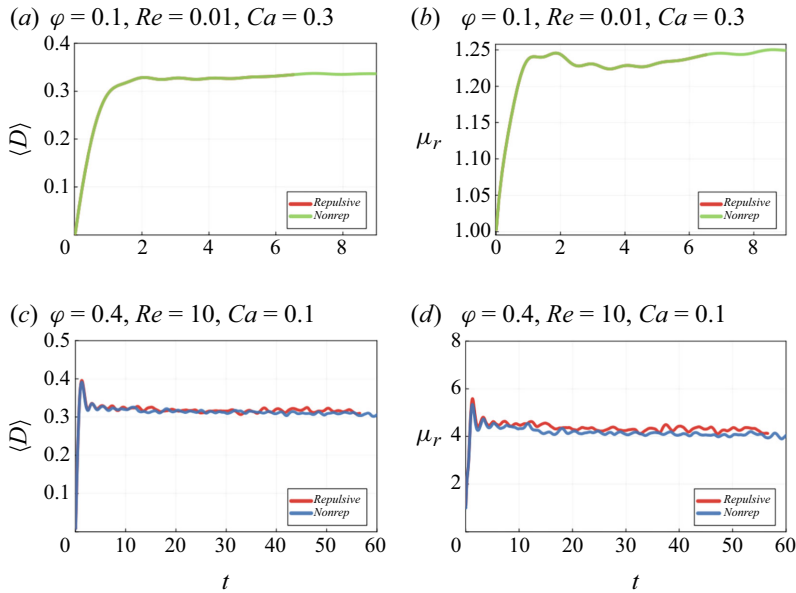 (a) φ = 0.1, Re = 0.01, Ca = 0.3
0.4
0.3
0.2
0.1
0
2
4
6
8
⟨D⟩
Repulsive
Nonrep
(b) φ = 0.1, Re = 0.01, Ca = 0.3
1.25
1.20
1.15
1.10
1.05
1.00
0
2
4
6
8
μr
Repulsive
Nonrep
(c) φ = 0.4, Re = 10, Ca = 0.1
0.5
0.4
0.3
0.2
0.1
0
10
20
30
40
50
60
⟨D⟩
Repulsive
Nonrep
t
(d) φ = 0.4, Re = 10, Ca = 0.1
8
6
4
2
0
10
20
30
40
50
60
μr
Repulsive
Nonrep
t